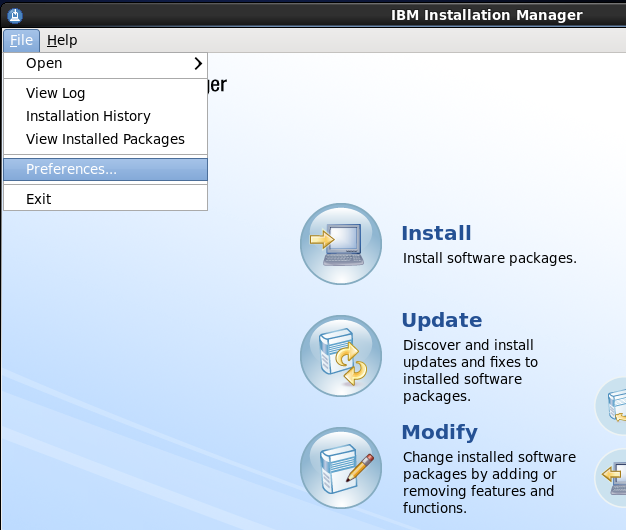 IBM Installation Manager
File Help
Open
View Log
Installation History
View Installed Packages
Preferences...
Exit
Install
Install software packages.
Update
Discover and install
updates and fixes to
installed software
packages.
Modify
Change installed software
packages by adding or
removing features and
functions.